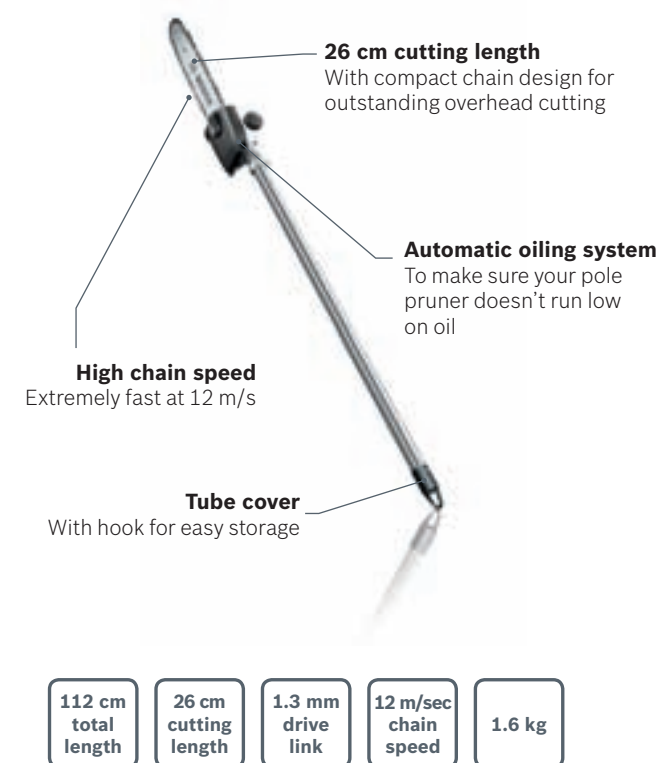 26 cm cutting length
With compact chain design for
outstanding overhead cutting
Automatic oiling system
To make sure your pole
pruner doesn’t run low
on oil
High chain speed
Extremely fast at 12 m/s
Tube cover
With hook for easy storage
112 cm
total
length
26 cm
cutting
length
1.3 mm
drive
link
12 m/sec
chain
speed
1.6 kg